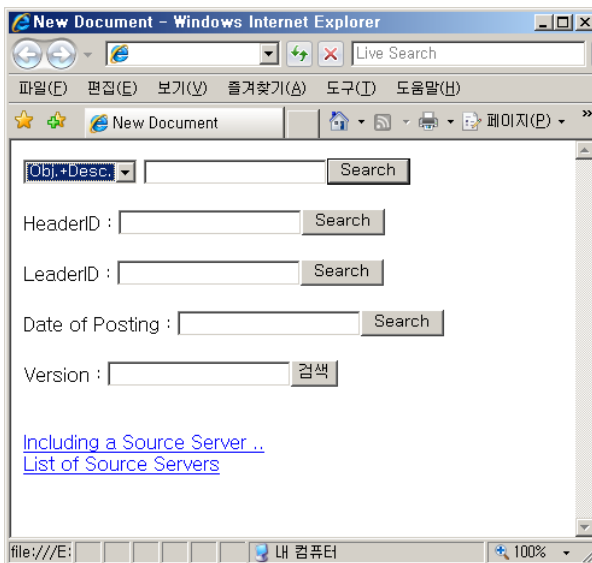 New Document - Windows Internet Explorer
Live Search
파일(F) 편집(E) 보기(V) 즐겨찾기(A) 도구(T) 도움말(H)
New Document 페이지(P) »
Obj.+Desc. Search
HeaderID : Search
LeaderID : Search
Date of Posting : Search
Version : 검색
Including a Source Server ..
List of Source Servers
file:///E: 내 컴퓨터 100%